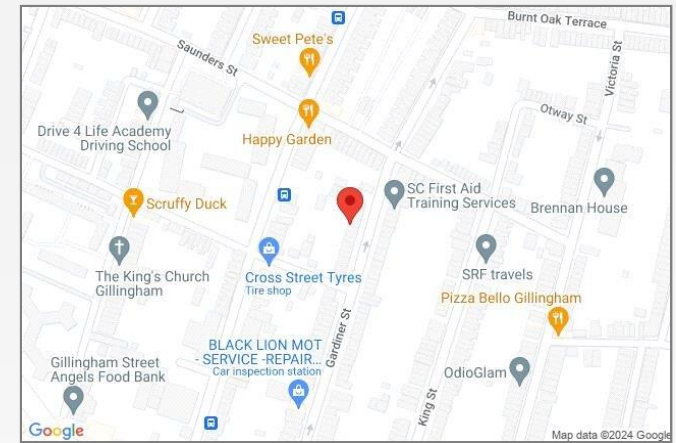 Burnt Oak Terrace
Saunders St
Sweet Pete's
Victoria St
Otway St
Drive 4 Life Academy
Driving School
Happy Garden
SC First Aid
Training Services
Scruffy Duck
Brennan House
The King's Church
Gillingham
Cross Street Tyres
Tire shop
SRF travels
Pizza Bello Gillingham
Gardiner St
BLACK LION MOT
- SERVICE -REPAIR...
Car inspection station
Gillingham Street
Angels Food Bank
OdioGlam
King St
Google
Map data ©2024 Google